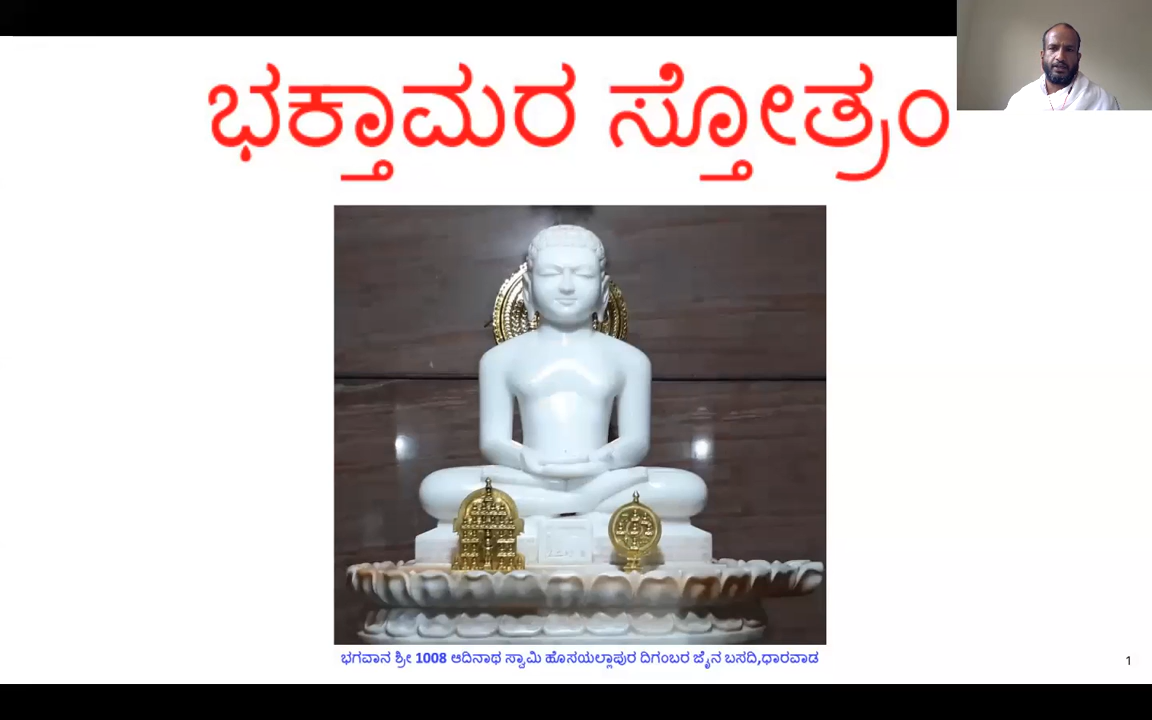 ಭಕ್ತಾಮರ ಸ್ತೋತ್ರಂ
ಭಗವಾನ ಶ್ರೀ 1008 ಆದಿನಾಥ ಸ್ವಾಮಿ ಹೊಸಯಲ್ಲಾಪುರ ದಿಗಂಬರ ಜೈನ ಬಸದಿ,ಧಾರವಾಡ
1